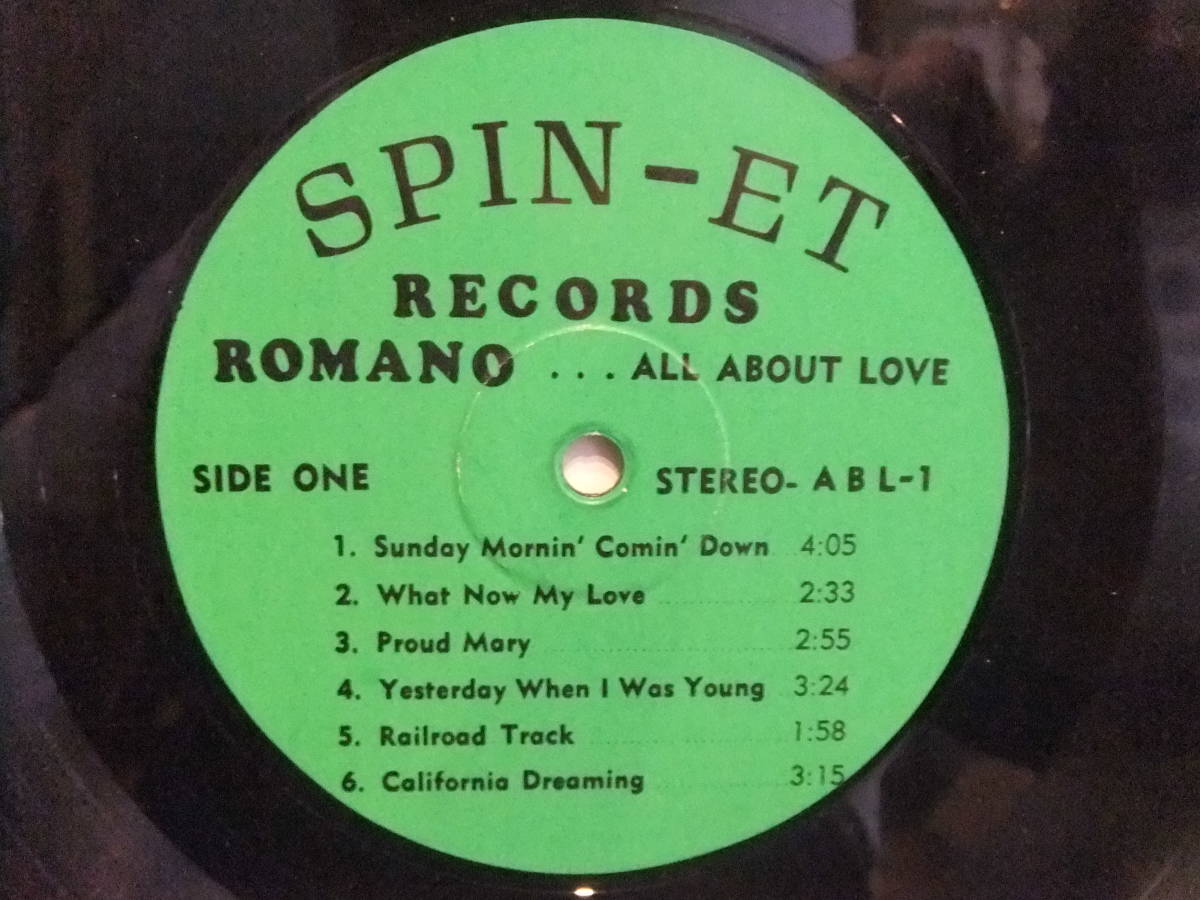 SPIN-ET
RECORDS
ROMANO ... ALL ABOUT LOVE
SIDE ONE STEREO- A B L-1
1. Sunday Mornin' Comin' Down 4:05
2. What Now My Love 2:33
3. Proud Mary 2:55
4. Yesterday When I Was Young 3:24
5. Railroad Track 1:58
6. California Dreaming 3:15